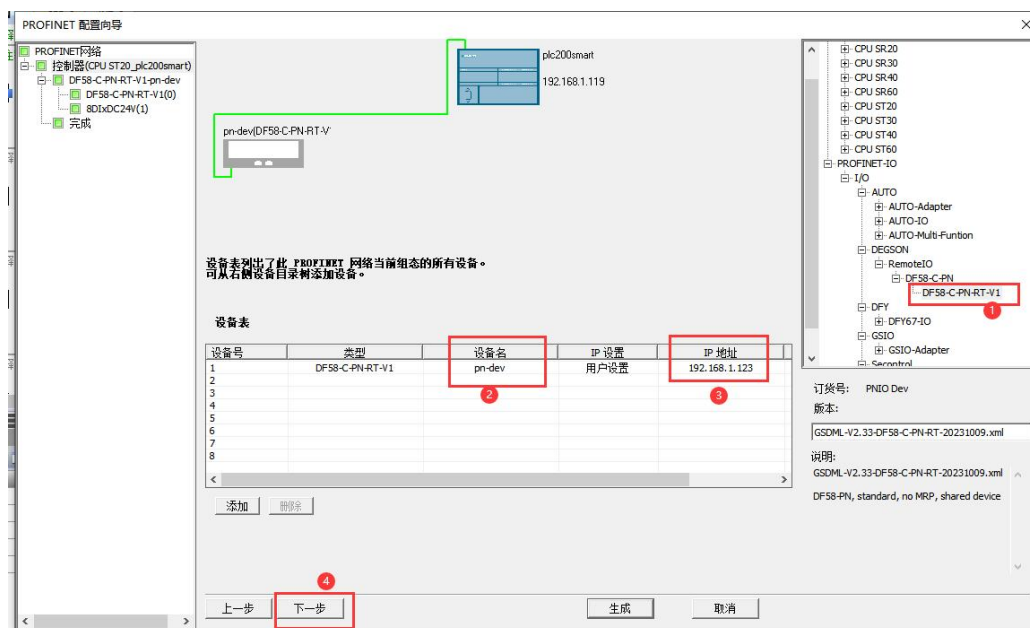 PROFINET 配置向导
PROFINET网络
控制器(CPU ST20_plc200smart)
DF58-C-PN-RT-V1-pn-dev
DF58-C-PN-RT-V1(0)
8DIxDC24V(1)
完成
plc200smart
192.168.1.119
pn-dev(DF58-C-PN-RT-V
设备表列出了此 PROFINET 网络当前组态的所有设备。
可从右侧设备目录树添加设备。
设备表
设备号 类型 设备名 IP 设置 IP 地址
1 DF58-C-PN-RT-V1 pn-dev 用户设置 192.168.1.123
2
3
4
5
6
7
8
2
3
添加 删除
4
上一步 下一步 生成 取消
CPU SR20
CPU SR30
CPU SR40
CPU SR60
CPU ST20
CPU ST30
CPU ST40
CPU ST60
PROFINET-IO
I/O
AUTO
AUTO-Adapter
AUTO-IO
AUTO-Multi-Funtion
DEGSON
RemoteIO
DF58-C-PN
DF58-C-PN-RT-V1
1
DFY
DFY67-IO
GSIO
GSIO-Adapter
Secontrol
订货号: PNIO Dev
版本:
GSDML-V2.33-DF58-C-PN-RT-20231009.xml
说明:
GSDML-V2.33-DF58-C-PN-RT-20231009.xml
DF58-PN, standard, no MRP, shared device